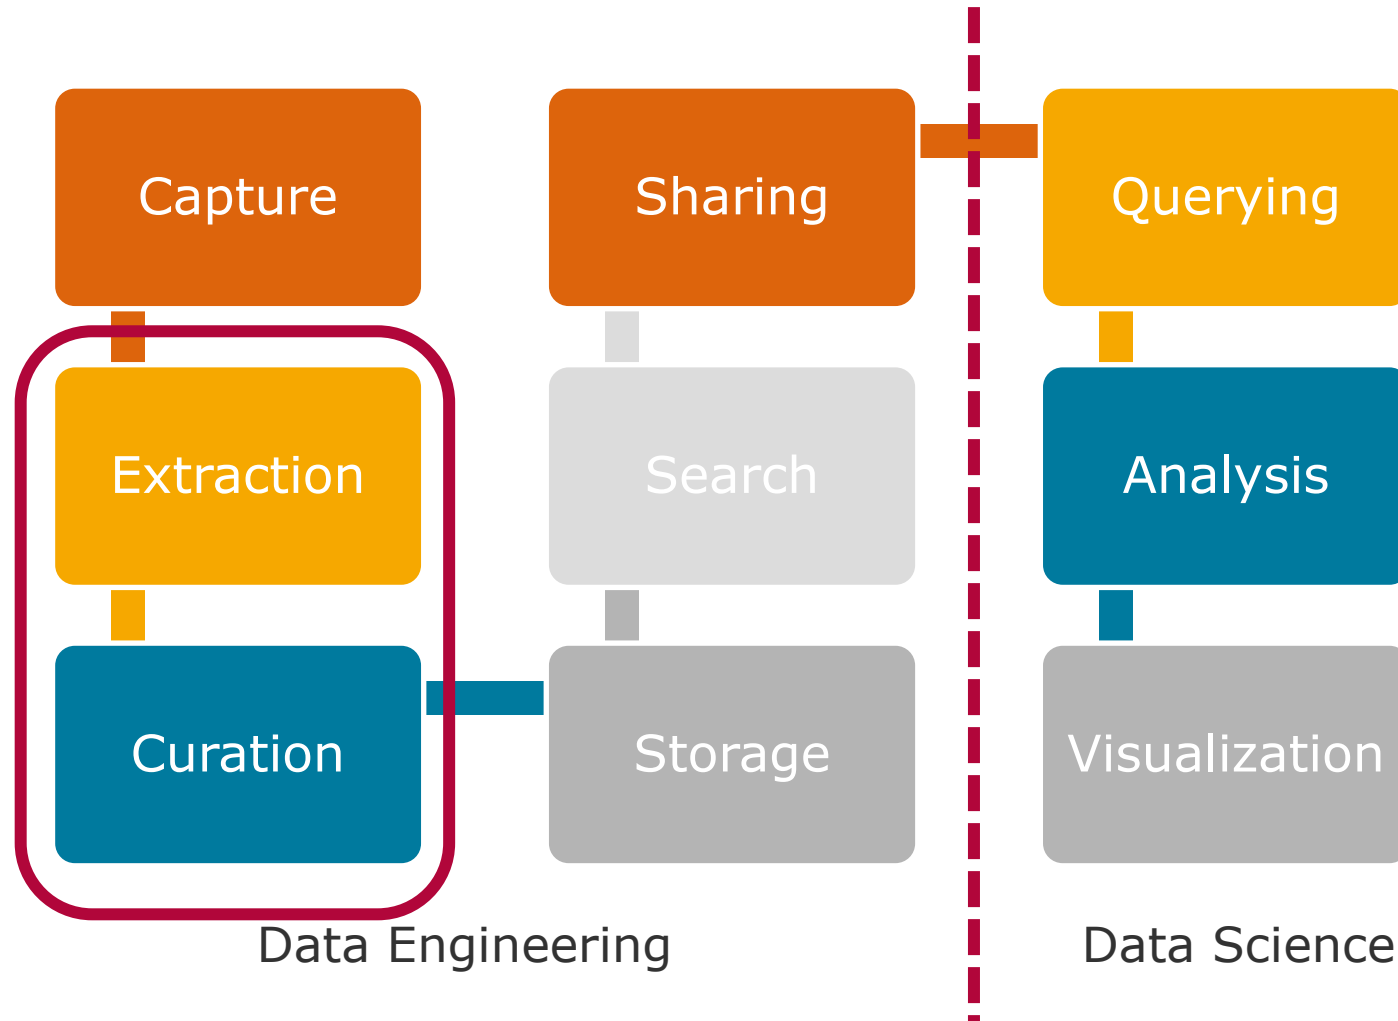 Capture
Extraction
Curation
Storage
Search
Sharing
Querying
Analysis
Visualization
Data Engineering
Data Science